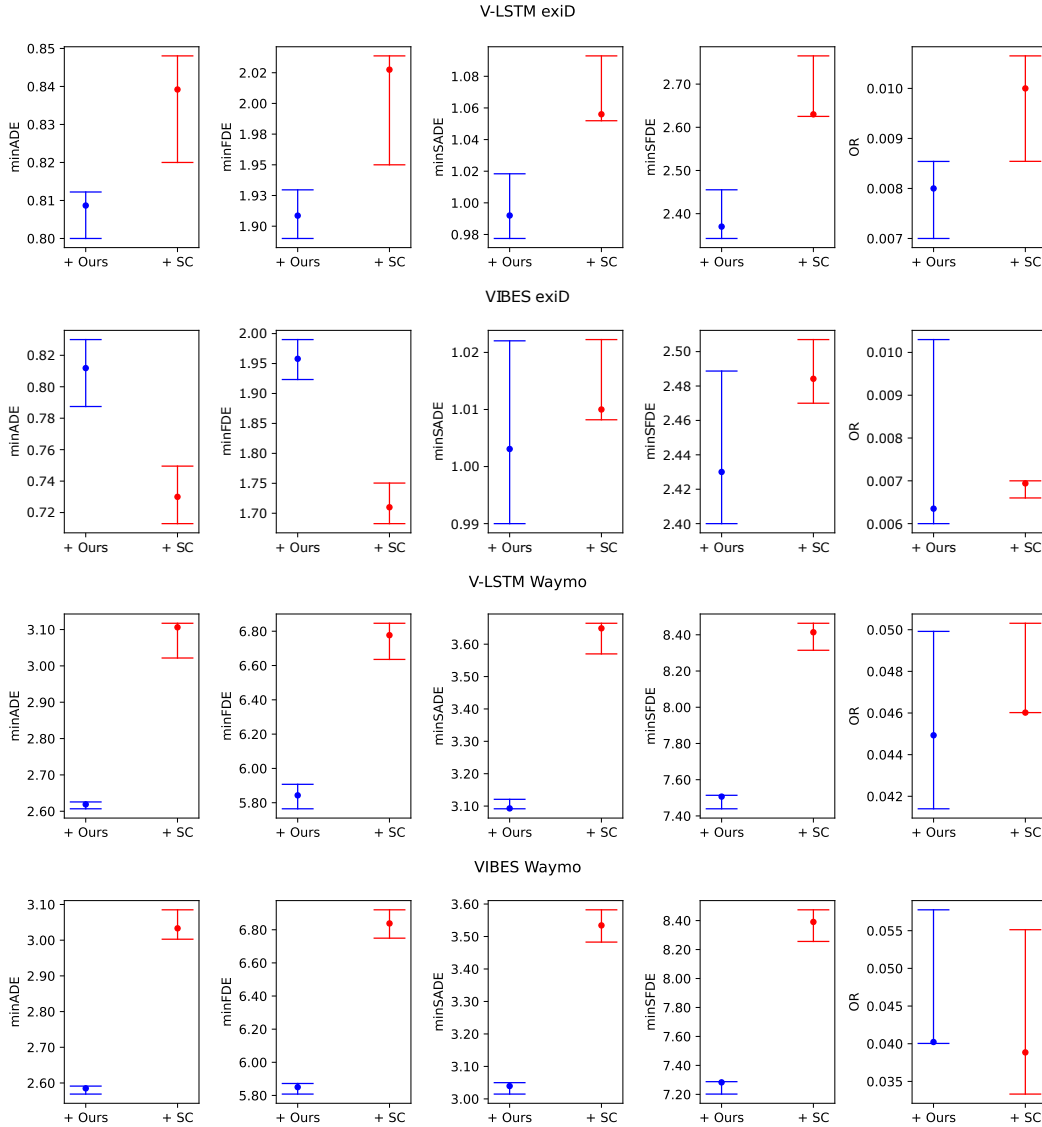 V-LSTM exiD
0.85
0.84
0.83
0.82
0.81
0.80
minADE
+ Ours
+ SC
2.02
2.00
1.98
1.95
1.93
1.90
minFDE
+ Ours
+ SC
1.08
1.06
1.04
1.02
1.00
0.98
minSADE
+ Ours
+ SC
2.70
2.60
2.50
2.40
minSFDE
+ Ours
+ SC
0.010
0.009
0.008
0.007
OR
+ Ours
+ SC
VIBES exiD
0.82
0.80
0.78
0.76
0.74
0.72
minADE
+ Ours
+ SC
2.00
1.95
1.90
1.85
1.80
1.75
1.70
minFDE
+ Ours
+ SC
1.02
1.01
1.00
0.99
minSADE
+ Ours
+ SC
2.50
2.48
2.46
2.44
2.42
2.40
minSFDE
+ Ours
+ SC
0.010
0.009
0.008
0.007
0.006
OR
+ Ours
+ SC
V-LSTM Waymo
3.10
3.00
2.90
2.80
2.70
2.60
minADE
+ Ours
+ SC
6.80
6.60
6.40
6.20
6.00
5.80
minFDE
+ Ours
+ SC
3.60
3.50
3.40
3.30
3.20
3.10
minSADE
+ Ours
+ SC
8.40
8.20
8.00
7.80
7.60
7.40
minSFDE
+ Ours
+ SC
0.050
0.048
0.046
0.044
0.042
OR
+ Ours
+ SC
VIBES Waymo
3.10
3.00
2.90
2.80
2.70
2.60
minADE
+ Ours
+ SC
6.80
6.60
6.40
6.20
6.00
5.80
minFDE
+ Ours
+ SC
3.60
3.50
3.40
3.30
3.20
3.10
3.00
minSADE
+ Ours
+ SC
8.40
8.20
8.00
7.80
7.60
7.40
7.20
minSFDE
+ Ours
+ SC
0.055
0.050
0.045
0.040
0.035
OR
+ Ours
+ SC